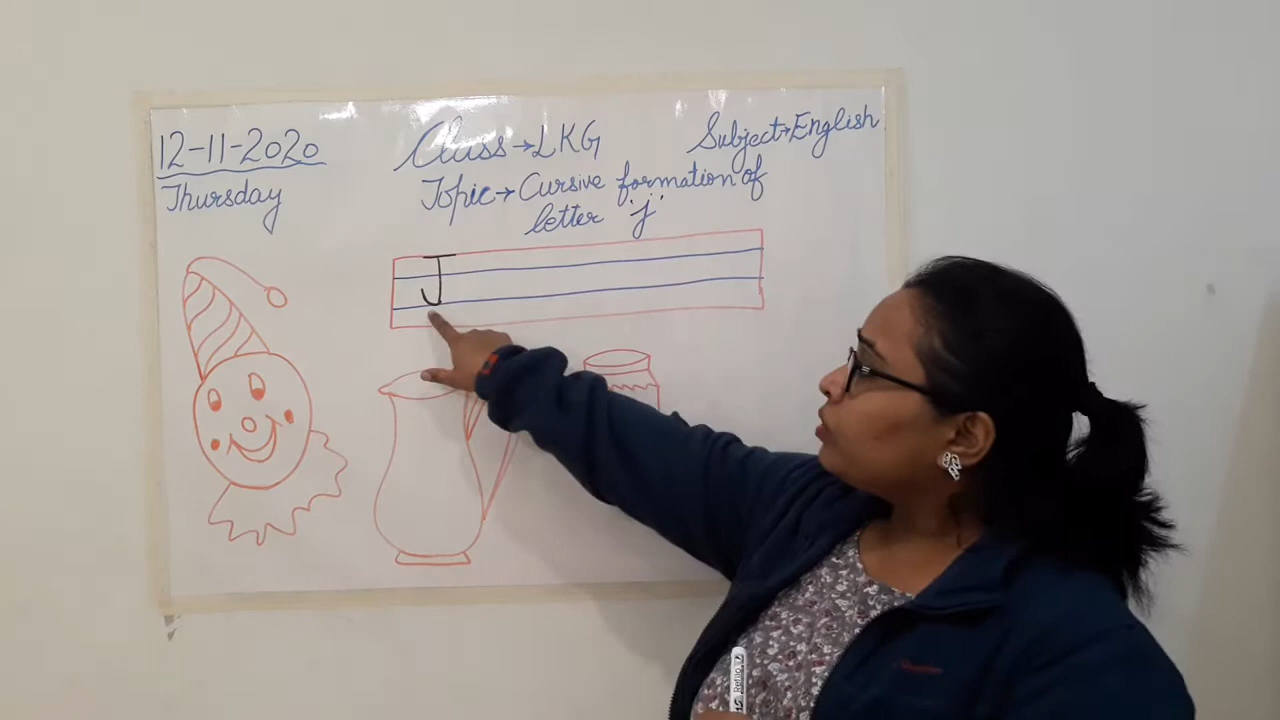 12-11-2020
Thursday
Class→LKG
Subject→English
Topic→Cursive formation of
letter 'j'
J